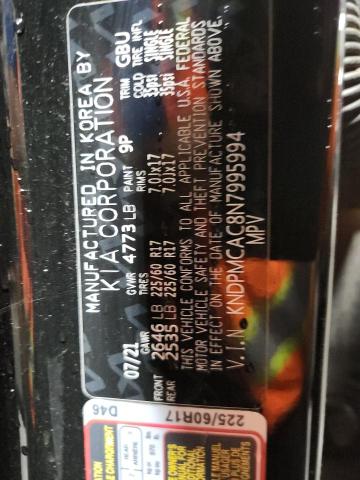 MANUFACTURED IN KOREA BY
KIA CORPORATION
07/21 GVWR 4773 LB PAINT 9P TRIM GBU
GAWR TIRES RIMS COLD TIRE INFL
FRONT 2646 LB 225/60 R17 7.0JX17 35psi SINGLE
REAR 2535 LB 225/60 R17 7.0JX17 35psi SINGLE
THIS VEHICLE CONFORMS TO ALL APPLICABLE U.S.A. FEDERAL
MOTOR VEHICLE SAFETY AND THEFT PREVENTION STANDARDS
IN EFFECT ON THE DATE OF MANUFACTURE SHOWN ABOVE.
V.I.N. KNDPMCAC8N7995994
MPV
D46
225/60R17